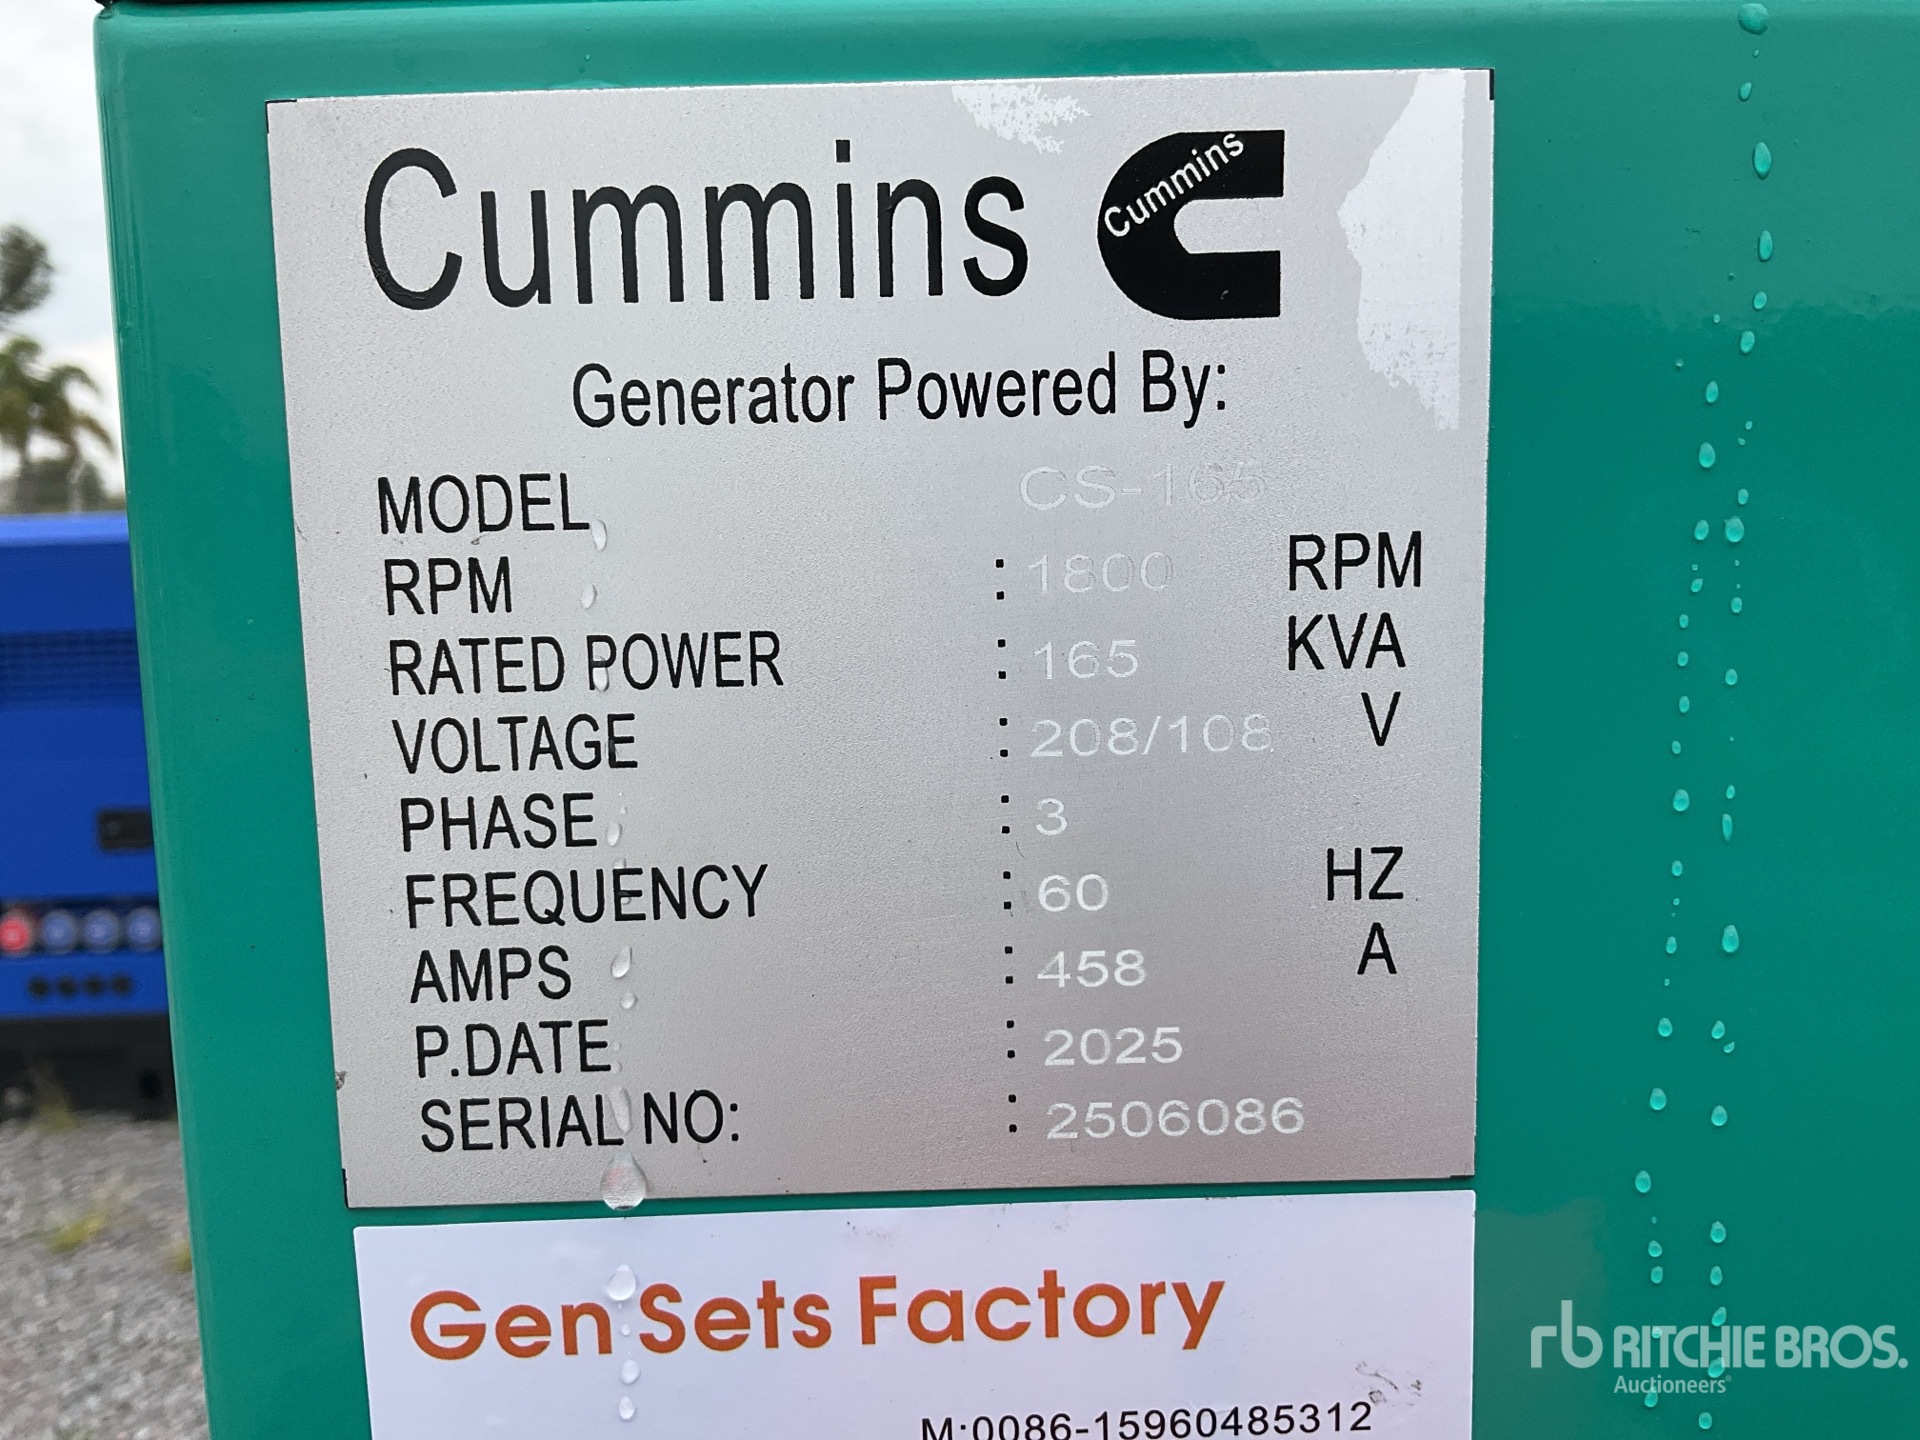 Cummins Cummins
Generator Powered By:
MODEL CS-165
RPM : 1800 RPM
RATED POWER : 165 KVA
VOLTAGE : 208/108 V
PHASE : 3
FREQUENCY : 60 HZ
AMPS : 458 A
P.DATE : 2025
SERIAL NO: : 2506086
Gen Sets Factory
M:0086-15960485312
rb RITCHIE BROS.
Auctioneers